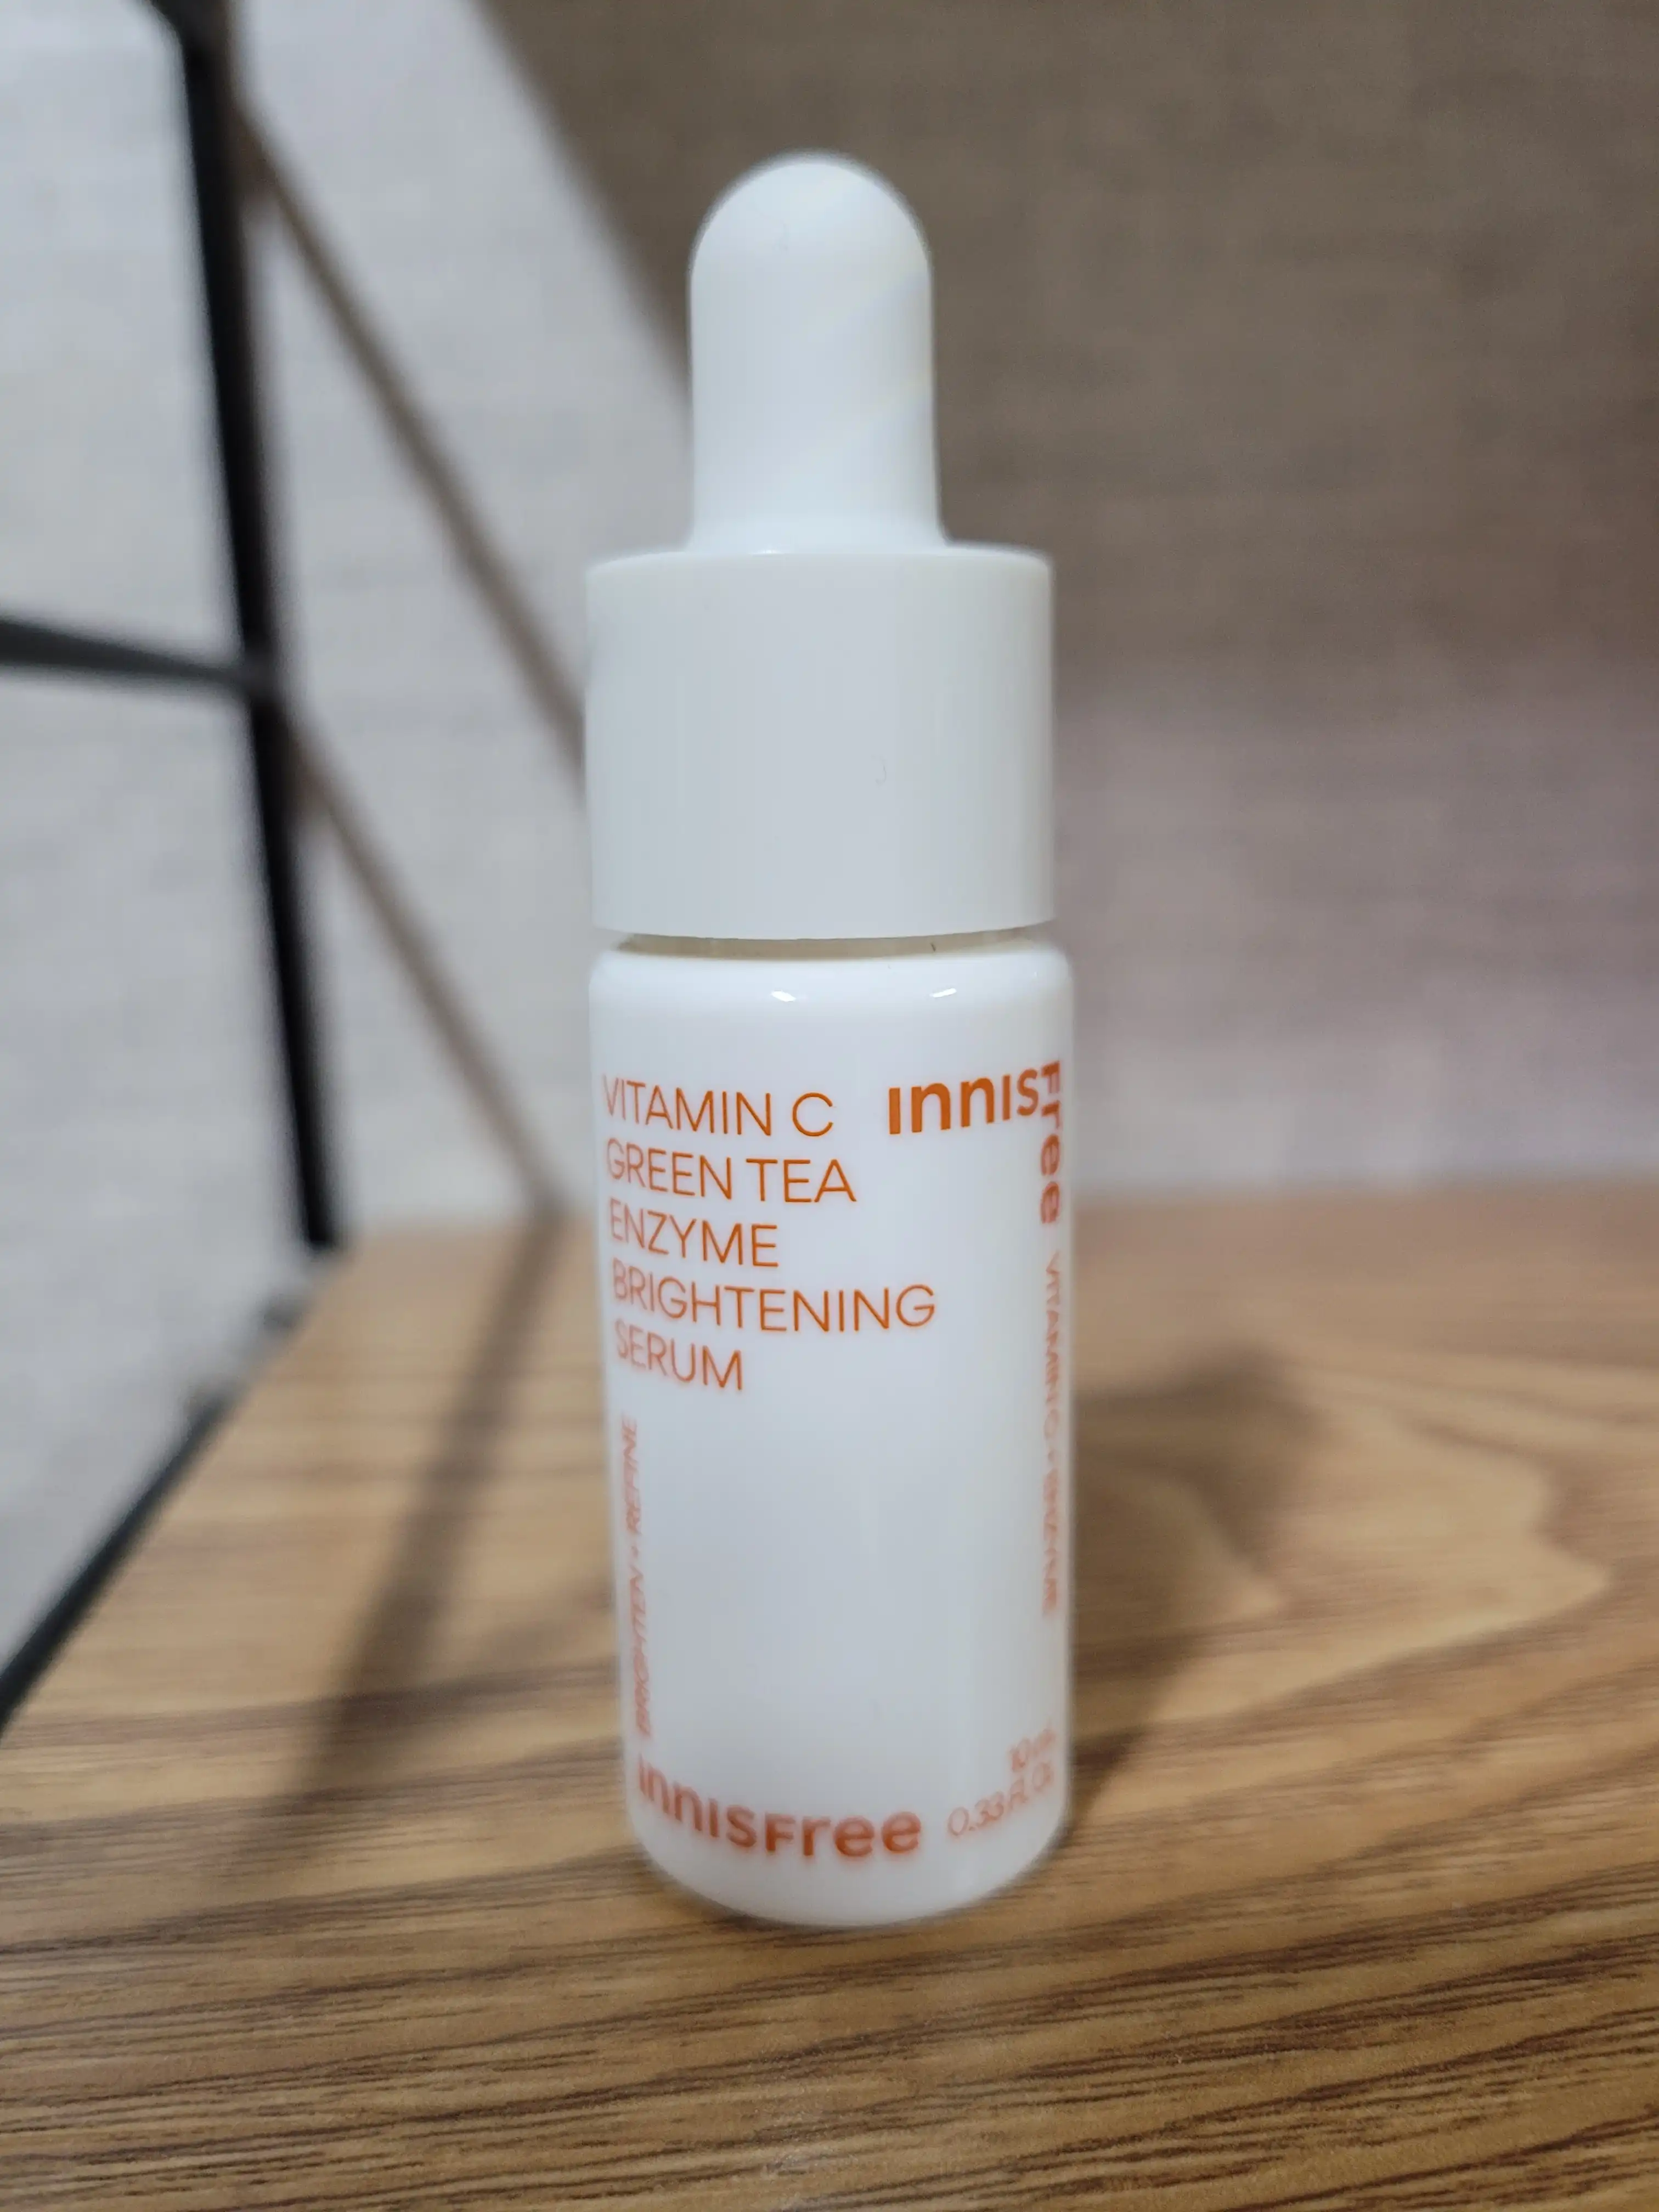 VITAMIN C
GREEN TEA
ENZYME
BRIGHTENING
SERUM
INNISFree
VITAMIN C + ENZYME
BRIGHTEN + REFINE
INNISFree
10 mL
0.33 FL.OZ.